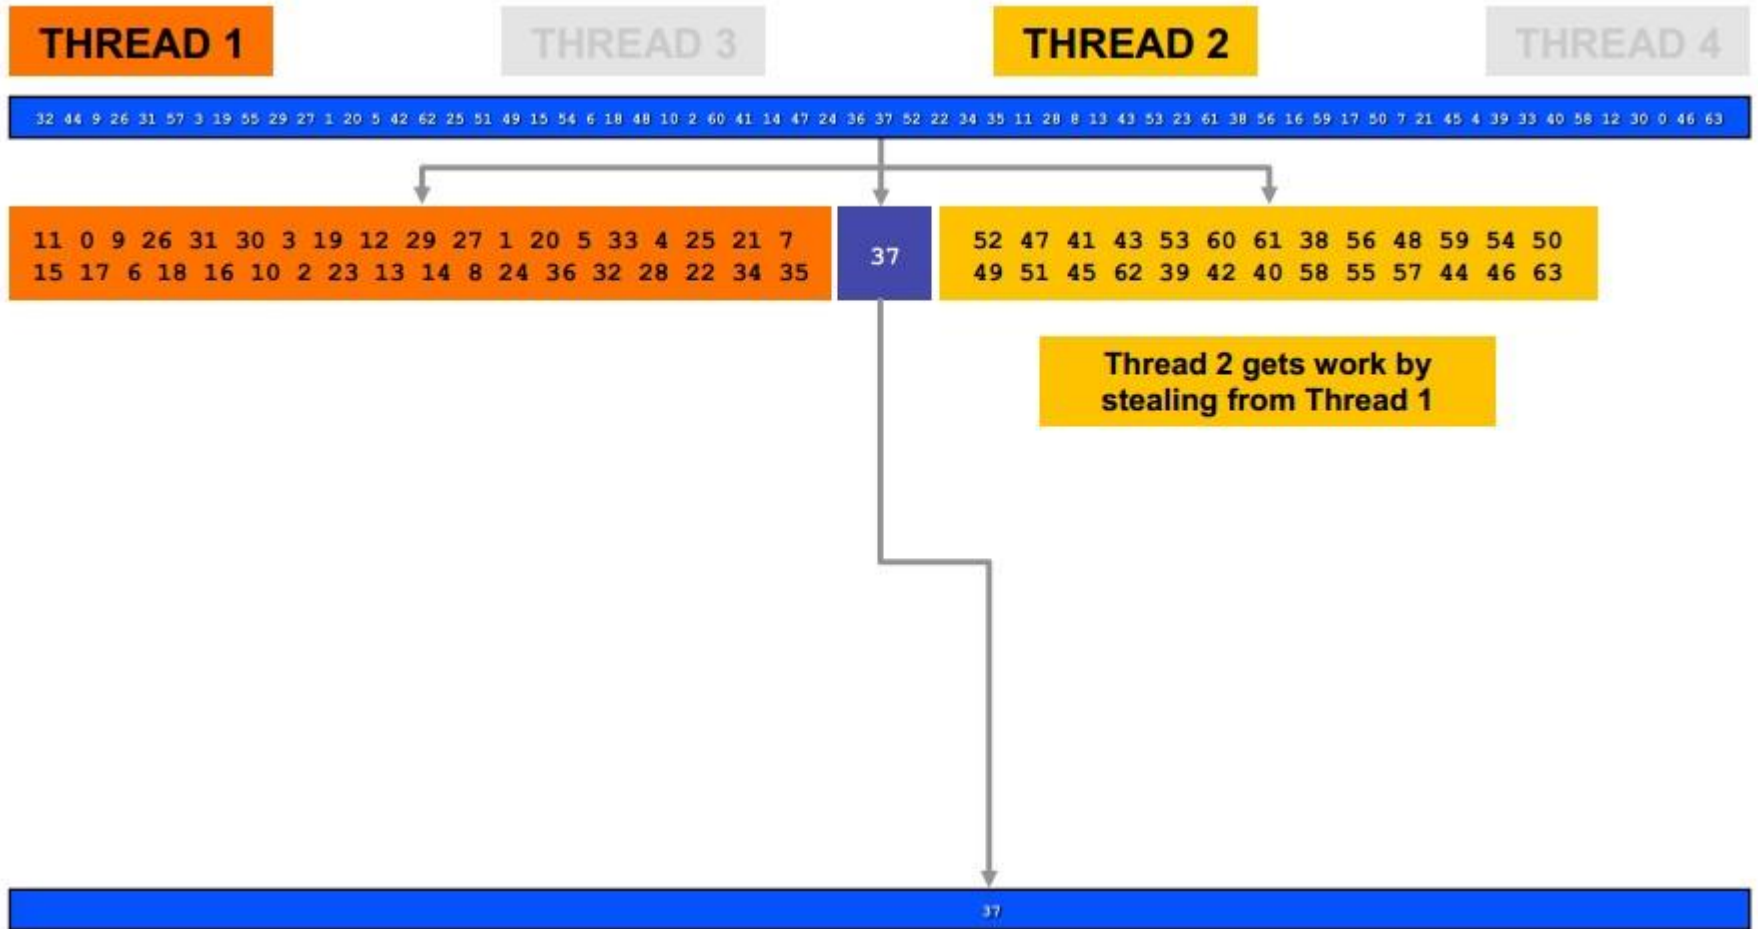 THREAD 1 THREAD 3 THREAD 2 THREAD 4
32 44 9 26 31 57 3 19 55 29 27 1 20 5 42 62 25 51 49 15 54 6 18 48 10 2 60 41 14 47 24 36 37 52 22 34 35 11 28 8 13 43 53 23 61 38 56 16 59 17 50 7 21 45 4 39 33 40 58 12 30 0 46 63
11 0 9 26 31 30 3 19 12 29 27 1 20 5 33 4 25 21 7
15 17 6 18 16 10 2 23 13 14 8 24 36 32 28 22 34 35
37
52 47 41 43 53 60 61 38 56 48 59 54 50
49 51 45 62 39 42 40 58 55 57 44 46 63
Thread 2 gets work by
stealing from Thread 1
37